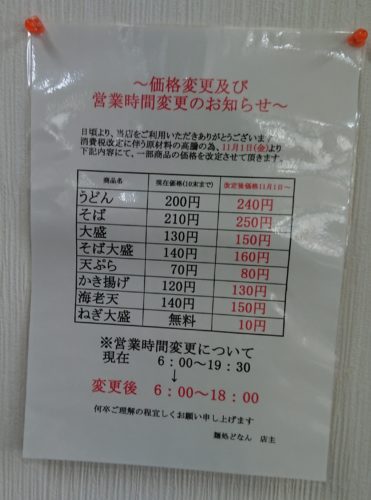 ～価格変更及び
営業時間変更のお知らせ～
日頃より、当店をご利用いただきありがとうございます
消費税改定に伴う原材料の高騰の為、11月1日(金)より
下記内容にて、一部商品の価格を改定させて頂きます。
商品名 現在価格(10末まで) 改定後価格11月1日～
うどん 200円 240円
そば 210円 250円
大盛 130円 150円
そば大盛 140円 160円
天ぷら 70円 80円
かき揚げ 120円 130円
海老天 140円 150円
ねぎ大盛 無料 10円
※営業時間変更について
現在 6：00～19：30
↓
変更後 6：00～18：00
何卒ご理解の程宜しくお願い申し上げます
麺処どなん 店主